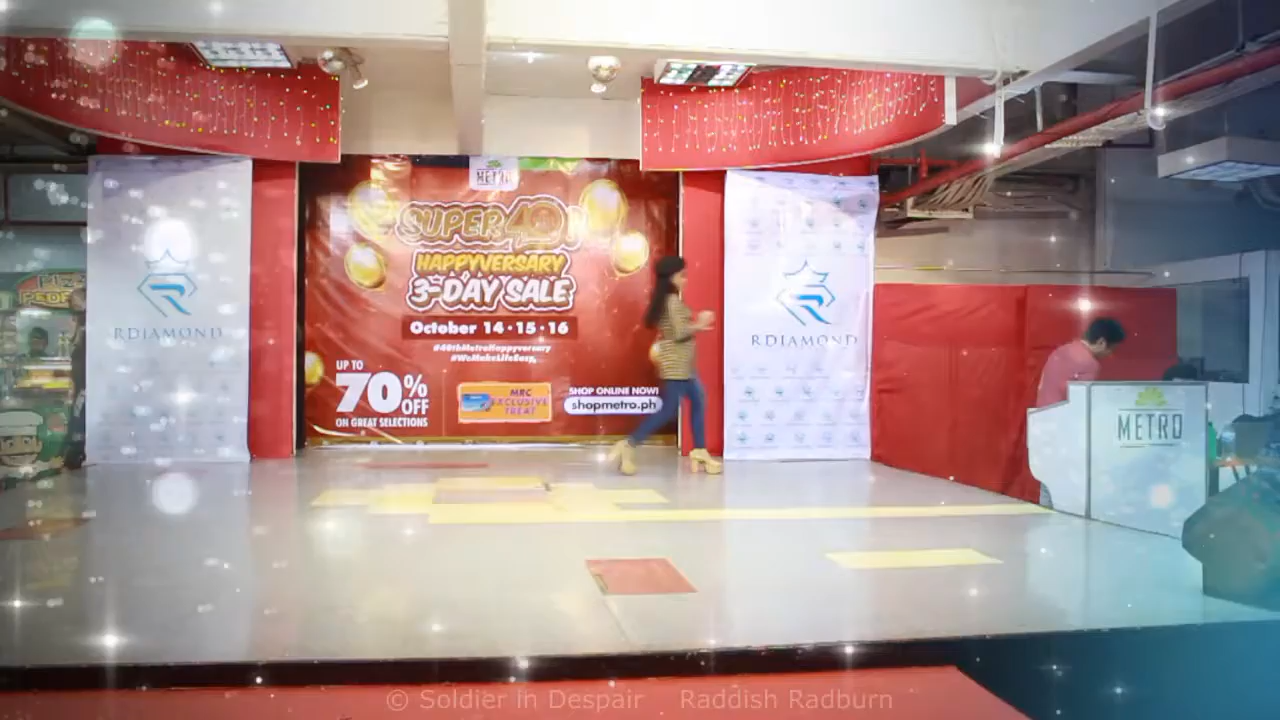 METRO
SUPER 40
HAPPYVERSARY
3-DAY SALE
October 14 • 15 • 16
#40thMetroHappyversary
#WeMakeLifeEasy
UP TO
70% OFF
ON GREAT SELECTIONS
MRC
EXCLUSIVE
TREAT
SHOP ONLINE NOW!
shopmetro.ph
RDIAMOND
RDIAMOND
METRO
© Soldier In Despair Raddish Radburn